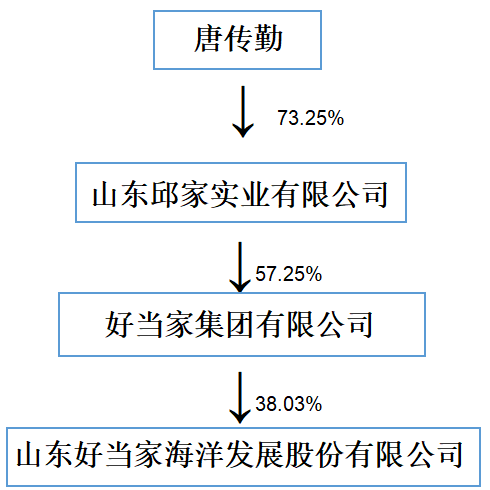 唐传勤
73.25%
山东邱家实业有限公司
57.25%
好当家集团有限公司
38.03%
山东好当家海洋发展股份有限公司